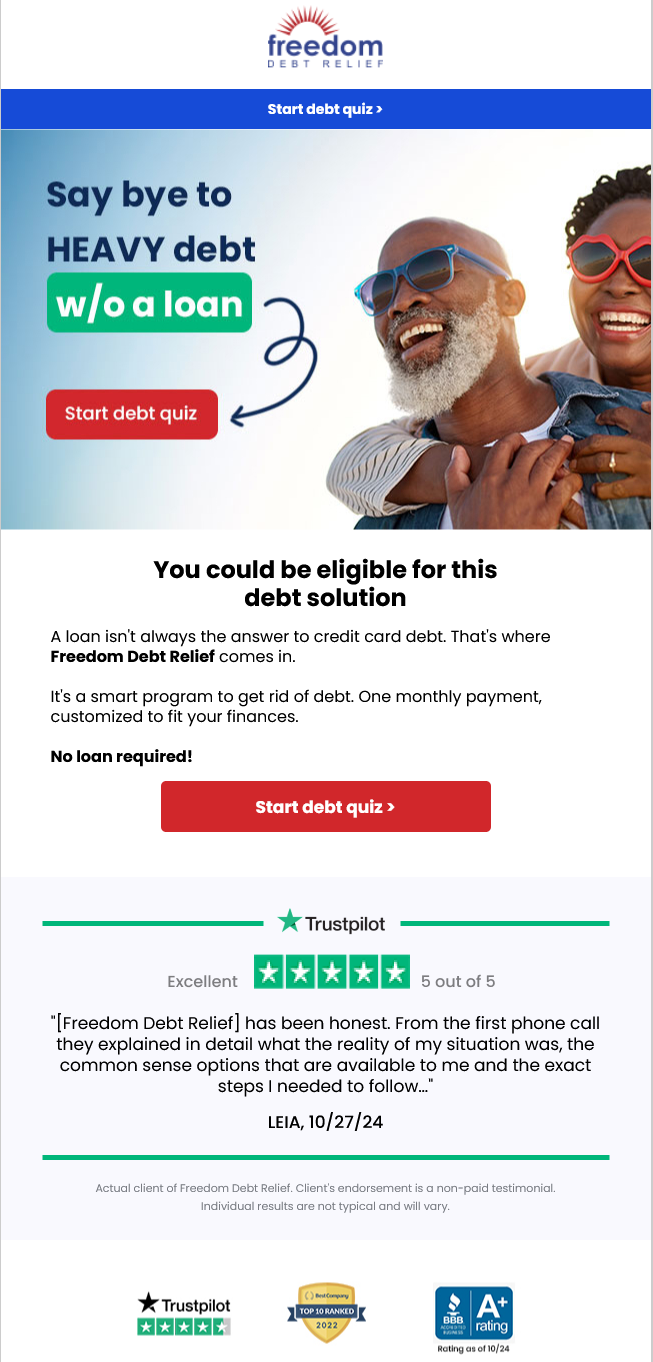 freedom
DEBT RELIEF
Start debt quiz >
Say bye to
HEAVY debt
w/o a loan
Start debt quiz
You could be eligible for this
debt solution
A loan isn't always the answer to credit card debt. That's where
Freedom Debt Relief comes in.
It's a smart program to get rid of debt. One monthly payment,
customized to fit your finances.
No loan required!
Start debt quiz >
Trustpilot
Excellent 5 out of 5
"[Freedom Debt Relief] has been honest. From the first phone call
they explained in detail what the reality of my situation was, the
common sense options that are available to me and the exact
steps I needed to follow..."
LEIA, 10/27/24
Actual client of Freedom Debt Relief. Client's endorsement is a non-paid testimonial.
Individual results are not typical and will vary.
Trustpilot
BestCompany
TOP 10 RANKED
2022
BBB
ACCREDITED
BUSINESS
A+
rating
Rating as of 10/24